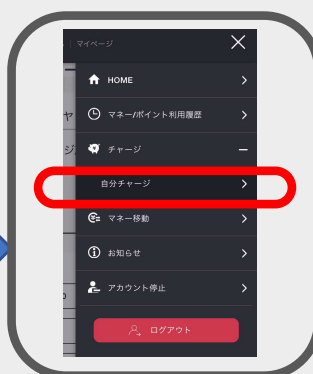 マイページ
HOME
マネー/ポイント利用履歴
チャージ
自分チャージ
マネー移動
お知らせ
アカウント停止
ログアウト